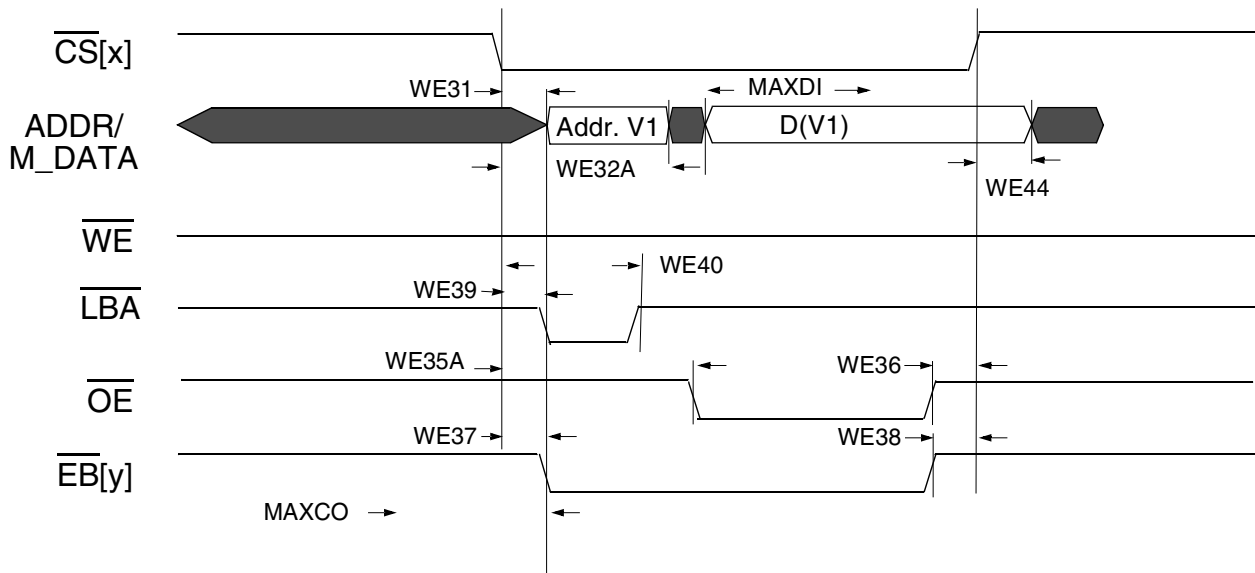 CS[x]
WE31
MAXDI
ADDR/
M_DATA
Addr. V1
D(V1)
WE32A
WE44
WE
WE40
WE39
LBA
WE35A
WE36
OE
WE37
WE38
EB[y]
MAXCO